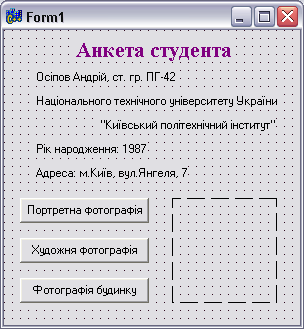 Form1
Анкета студента
Осіпов Андрій, ст. гр. ПГ-42
Національного технічного університету України
"Київський політехнічний інститут"
Рік народження: 1987
Адреса: м.Київ, вул.Янгеля, 7
Портретна фотографія
Художня фотографія
Фотографія будинку